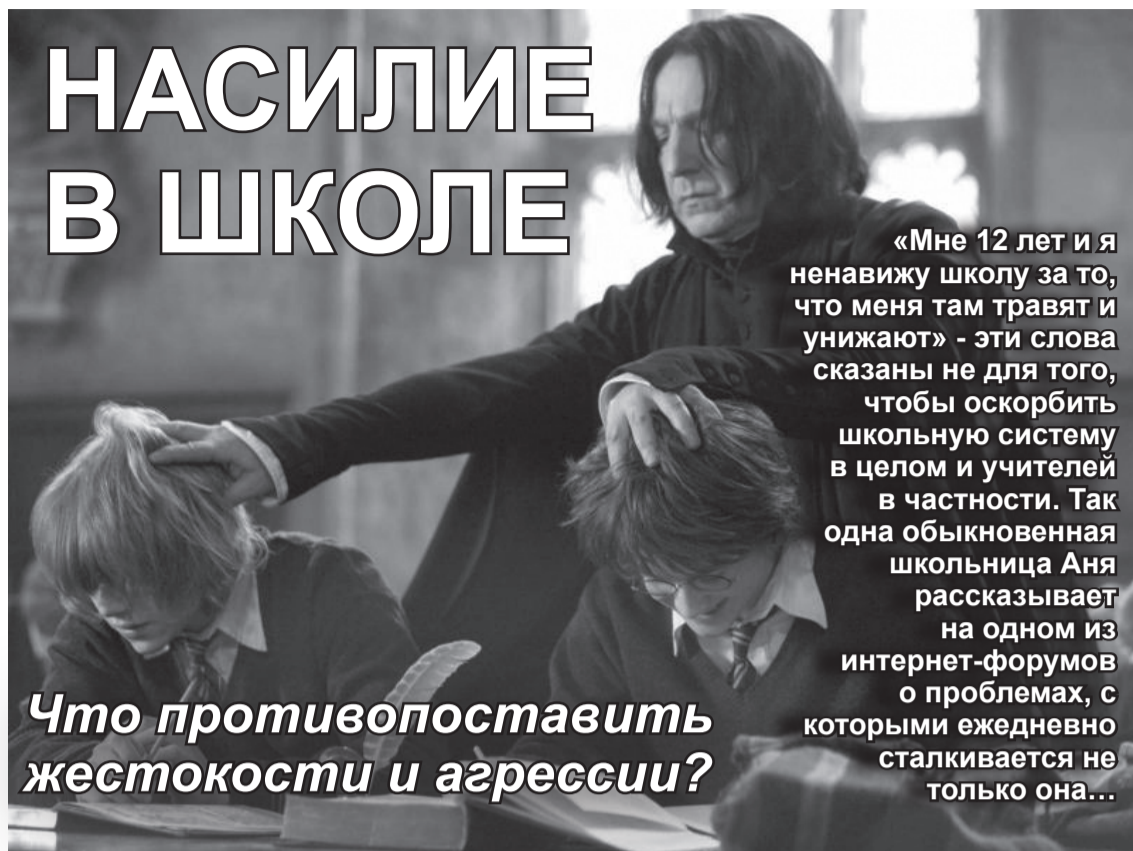 НАСИЛИЕ
В ШКОЛЕ
«Мне 12 лет и я
ненавижу школу за то,
что меня там травят и
унижают» - эти слова
сказаны не для того,
чтобы оскорбить
школьную систему
в целом и учителей
в частности. Так
одна обыкновенная
школьница Аня
рассказывает
на одном из
интернет-форумов
о проблемах, с
которыми ежедневно
сталкивается не
только она...
Что противопоставить
жестокости и агрессии?